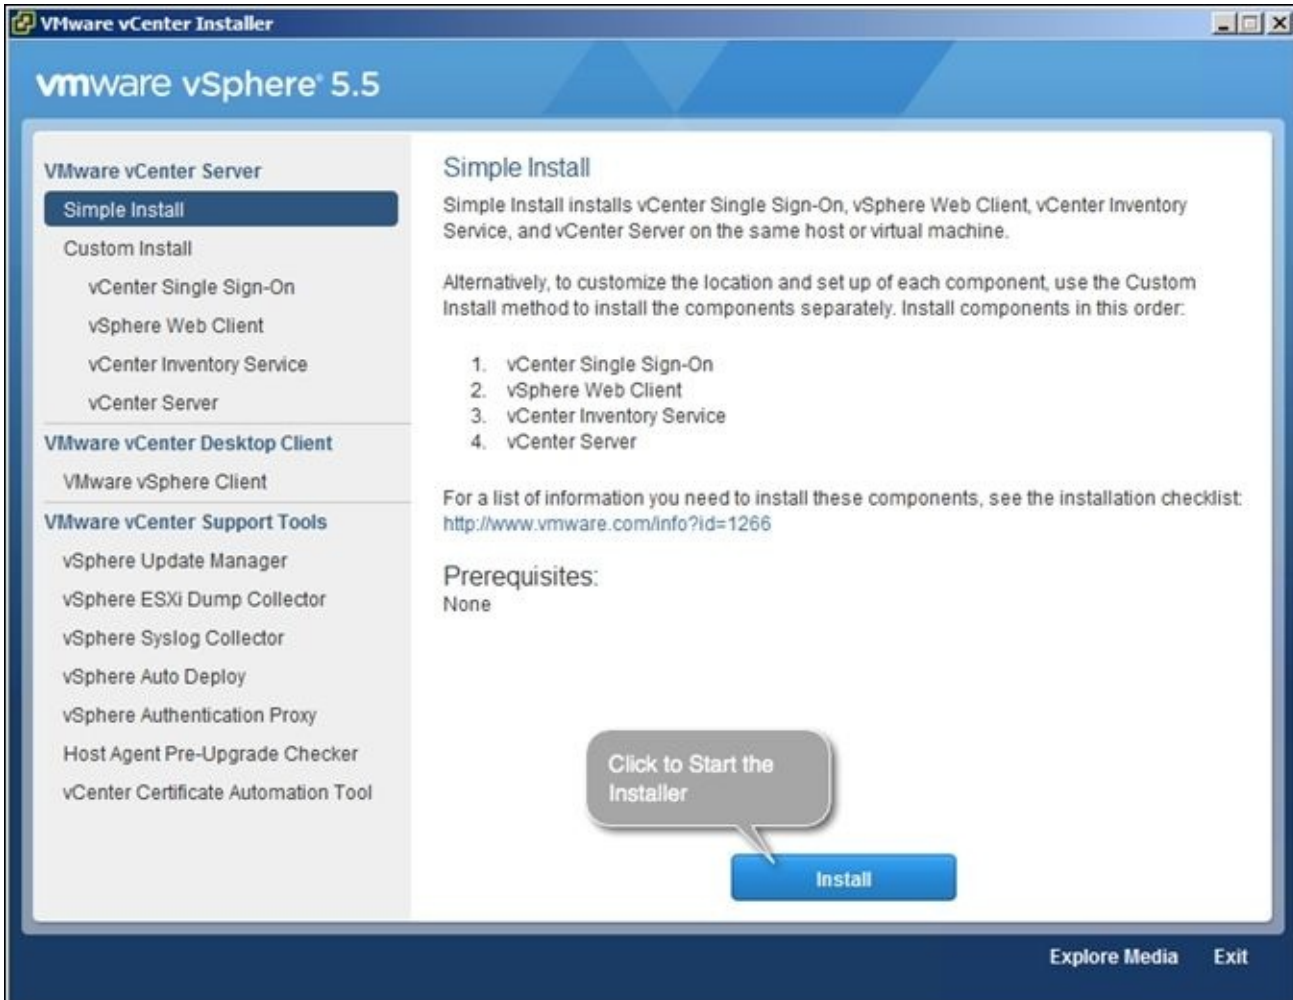 VMware vCenter Installer
vmware vSphere® 5.5
VMware vCenter Server
Simple Install
Custom Install
vCenter Single Sign-On
vSphere Web Client
vCenter Inventory Service
vCenter Server
VMware vCenter Desktop Client
VMware vSphere Client
VMware vCenter Support Tools
vSphere Update Manager
vSphere ESXi Dump Collector
vSphere Syslog Collector
vSphere Auto Deploy
vSphere Authentication Proxy
Host Agent Pre-Upgrade Checker
vCenter Certificate Automation Tool
Simple Install
Simple Install installs vCenter Single Sign-On, vSphere Web Client, vCenter Inventory
Service, and vCenter Server on the same host or virtual machine.
Alternatively, to customize the location and set up of each component, use the Custom
Install method to install the components separately. Install components in this order:
1. vCenter Single Sign-On
2. vSphere Web Client
3. vCenter Inventory Service
4. vCenter Server
For a list of information you need to install these components, see the installation checklist:
http://www.vmware.com/info?id=1266
Prerequisites:
None
Click to Start the
Installer
Install
Explore Media Exit